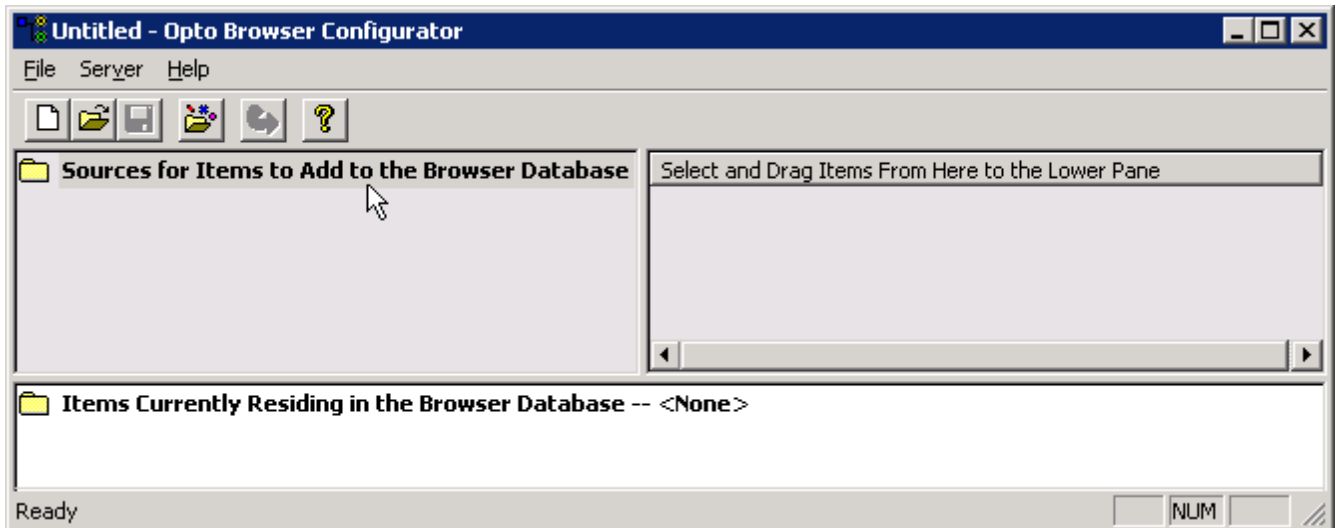 Untitled - Opto Browser Configurator
File Server Help
Sources for Items to Add to the Browser Database
Select and Drag Items From Here to the Lower Pane
Items Currently Residing in the Browser Database -- <None>
Ready
NUM